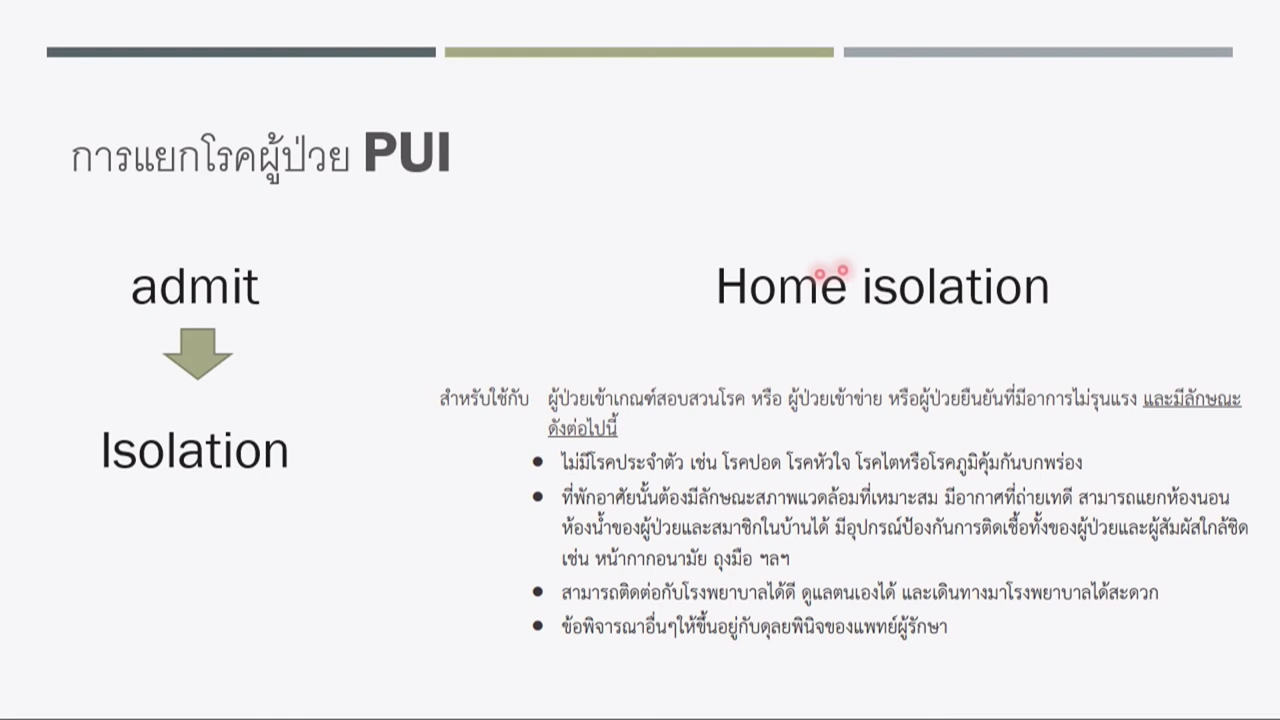 การแยกโรคผู้ป่วย PUI
admit
Isolation
Home isolation
สำหรับใช้กับ ผู้ป่วยเข้าเกณฑ์สอบสวนโรค หรือ ผู้ป่วยเข้าข่าย หรือผู้ป่วยยืนยันที่มีอาการไม่รุนแรง และมีลักษณะ
ดังต่อไปนี้
● ไม่มีโรคประจำตัว เช่น โรคปอด โรคหัวใจ โรคไตหรือโรคภูมิคุ้มกันบกพร่อง
● ที่พักอาศัยนั้นต้องมีลักษณะสภาพแวดล้อมที่เหมาะสม มีอากาศที่ถ่ายเทดี สามารถแยกห้องนอน
ห้องน้ำของผู้ป่วยและสมาชิกในบ้านได้ มีอุปกรณ์ป้องกันการติดเชื้อทั้งของผู้ป่วยและผู้สัมผัสใกล้ชิด
เช่น หน้ากากอนามัย ถุงมือ ฯลฯ
● สามารถติดต่อกับโรงพยาบาลได้ดี ดูแลตนเองได้ และเดินทางมาโรงพยาบาลได้สะดวก
● ข้อพิจารณาอื่นๆให้ขึ้นอยู่กับดุลยพินิจของแพทย์ผู้รักษา